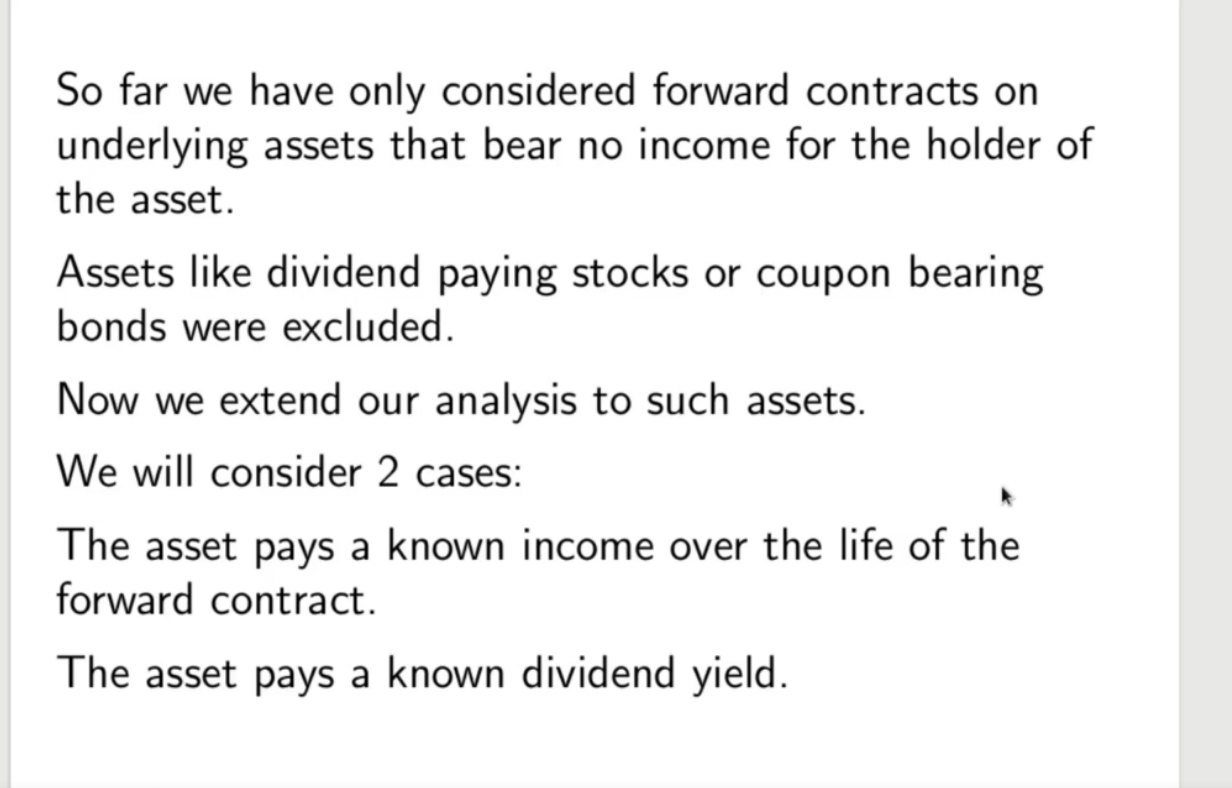 So far we have only considered forward contracts on
underlying assets that bear no income for the holder of
the asset.
Assets like dividend paying stocks or coupon bearing
bonds were excluded.
Now we extend our analysis to such assets.
We will consider 2 cases:
The asset pays a known income over the life of the
forward contract.
The asset pays a known dividend yield.